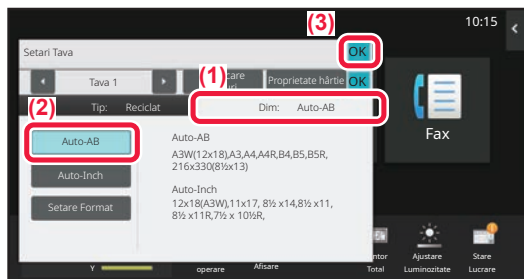 10:15
(3)
Setari Tava
OK
(1)
Tava 1
Proprietate hârtie
OK
(2)
Tip: Reciclat
Dim: Auto-AB
Fax
Auto-AB
Auto-Inch
Setare Format
Auto-AB
A3W(12x18),A3,A4,A4R,B4,B5,B5R,
216x330(8½x13)
Auto-Inch
12x18(A3W),11x17, 8½ x14,8½ x11,
8½ x11R,7½ x 10½R,
Y
operare
Afisare
Total
Ajustare
Luminozitate
Stare
Lucrare